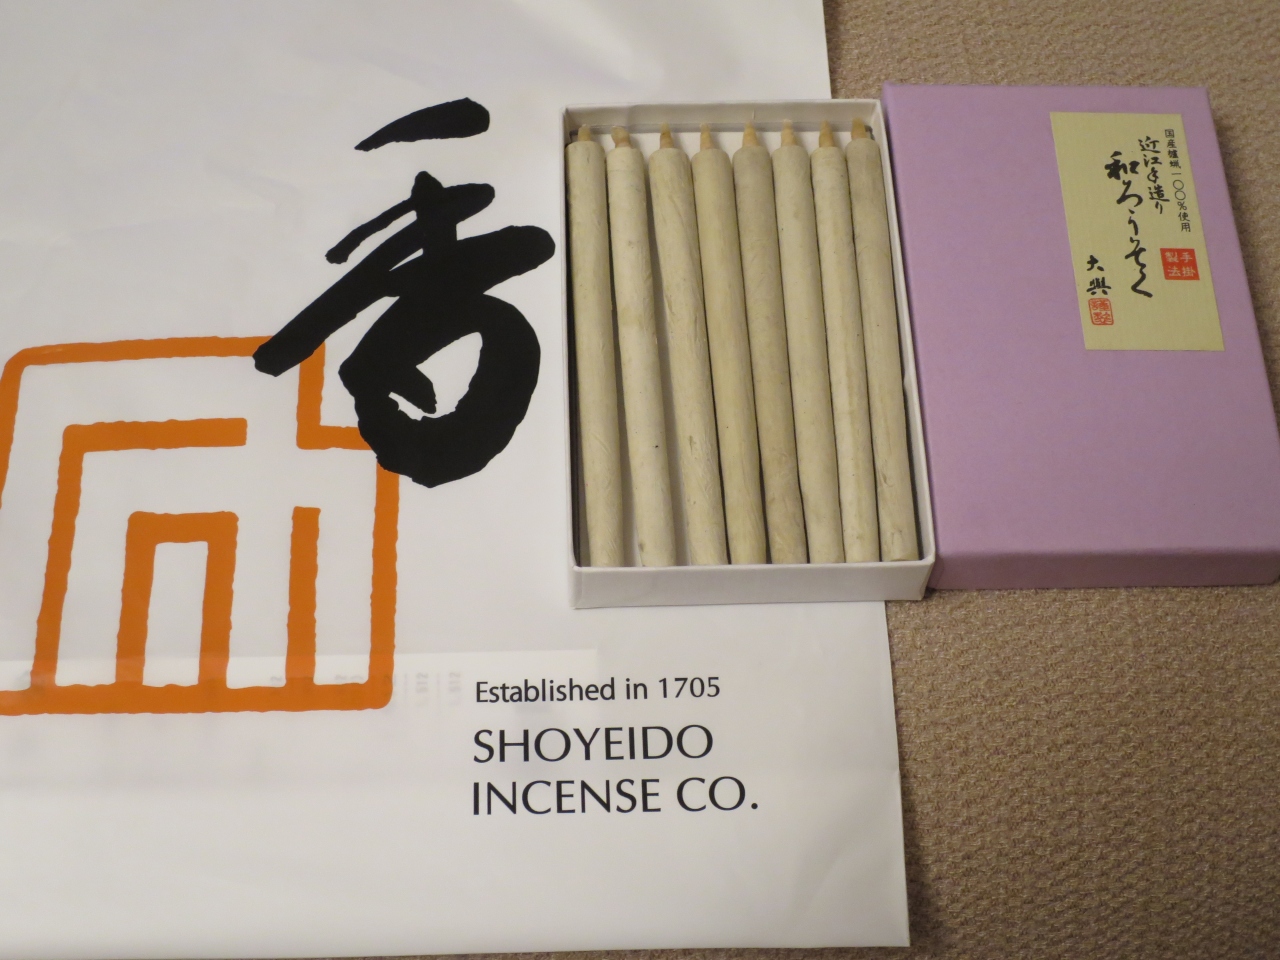 香
Established in 1705
SHOYEIDO
INCENSE CO.
国産櫨蝋一〇〇%使用
近江手造り
和ろうそく
手掛
製法
大與